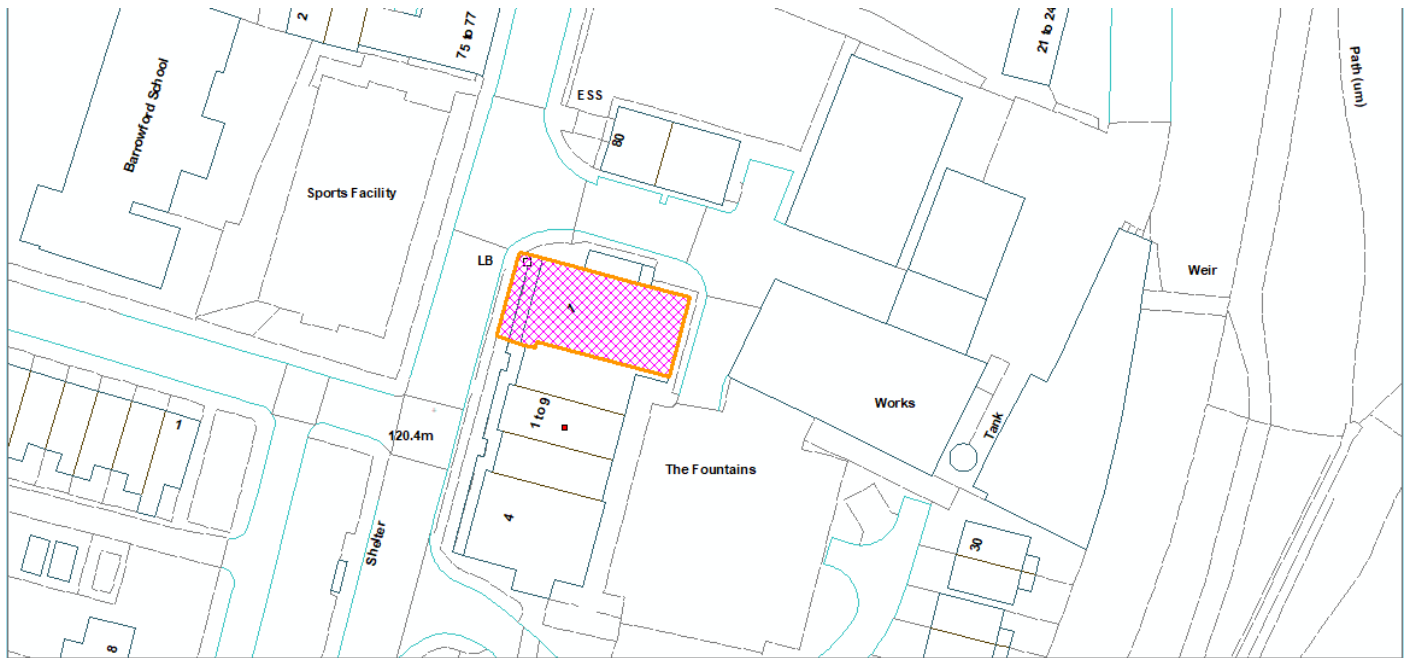 2
75 to 77
21 to 24
Path (um)
Barrowford School
ESS
80
Sports Facility
LB
Weir
1
1 to 9
Works
1
120.4m
Tank
The Fountains
4
Shelter
30
8